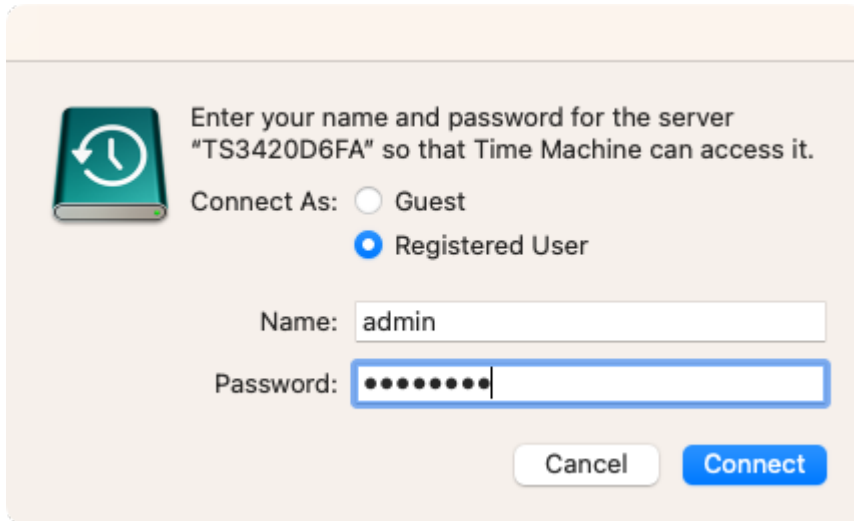 Enter your name and password for the server
"TS3420D6FA" so that Time Machine can access it.
Connect As: Guest
Registered User
Name: admin
Password: ••••••••
Cancel Connect